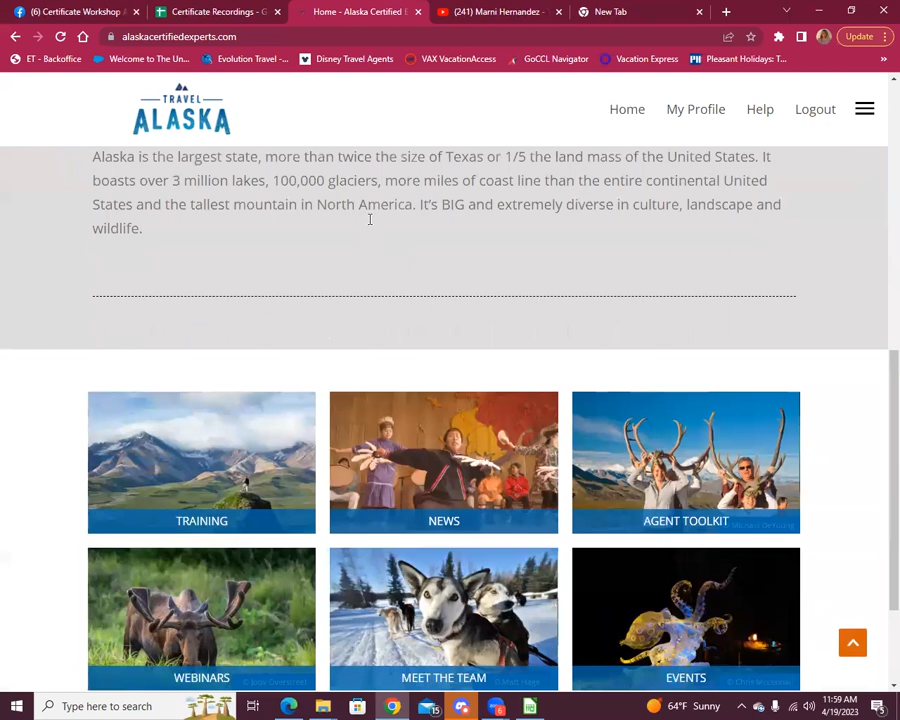 (6) Certificate Workshop
Certificate Recordings - G
Home - Alaska Certified E
(241) Marni Hernandez -
New Tab
alaskacertifiedexperts.com
Update
ET - Backoffice
Welcome to The Un...
Evolution Travel -...
Disney Travel Agents
VAX VacationAccess
GoCCL Navigator
Vacation Express
Pleasant Holidays: T...
TRAVEL
ALASKA
Home
My Profile
Help
Logout
Alaska is the largest state, more than twice the size of Texas or 1/5 the land mass of the United States. It
boasts over 3 million lakes, 100,000 glaciers, more miles of coast line than the entire continental United
States and the tallest mountain in North America. It's BIG and extremely diverse in culture, landscape and
wildlife.
TRAINING
NEWS
AGENT TOOLKIT
WEBINARS
MEET THE TEAM
EVENTS
Type here to search
15
6
64°F Sunny
11:59 AM
4/19/2023
5